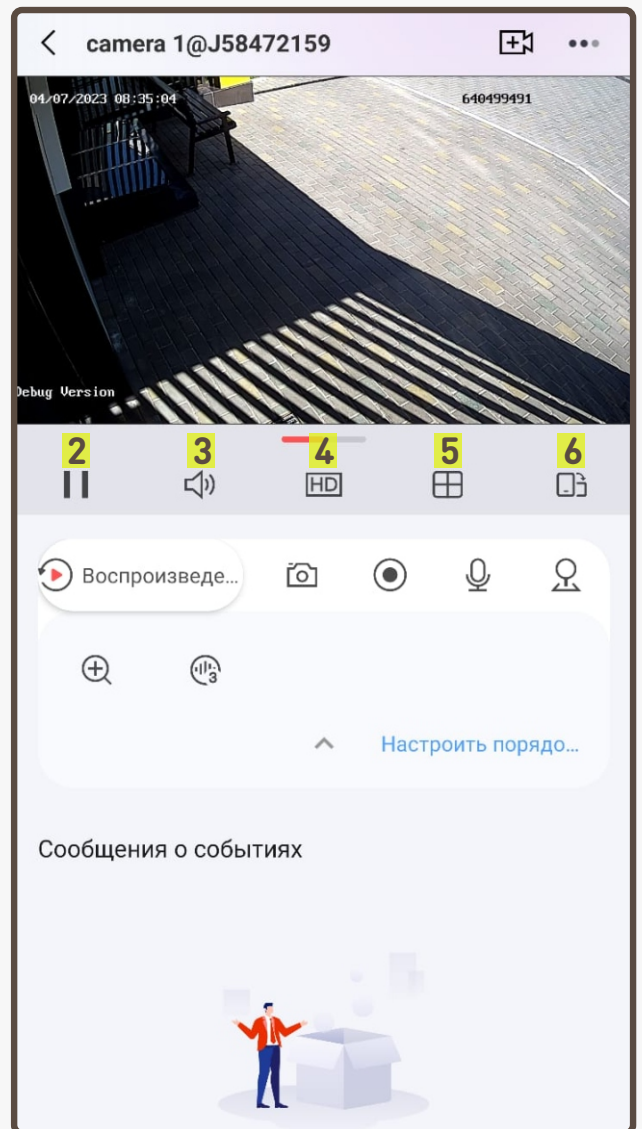 camera 1@J58472159
04/07/2023 08:35:04 640499491
Debug Version
2 3 4 5 6
HD
Воспроизведе...
3
Настроить порядо...
Сообщения о событиях